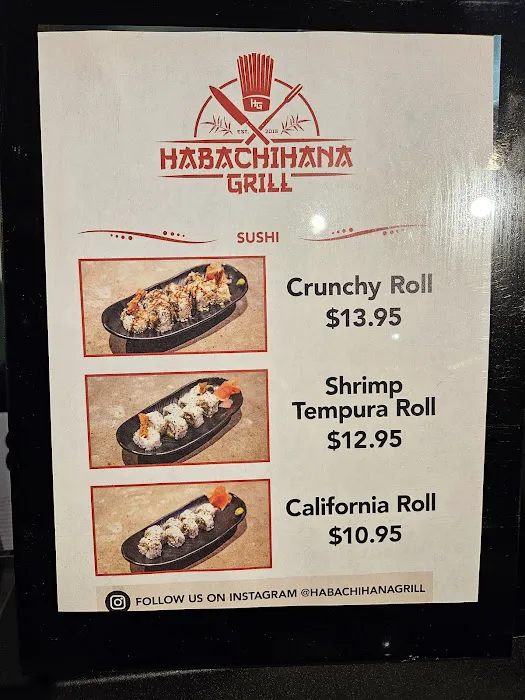 HG
EST. 2015
HABACHIHANA
GRILL
SUSHI
Crunchy Roll
$13.95
Shrimp
Tempura Roll
$12.95
California Roll
$10.95
FOLLOW US ON INSTAGRAM @HABACHIHANAGRILL